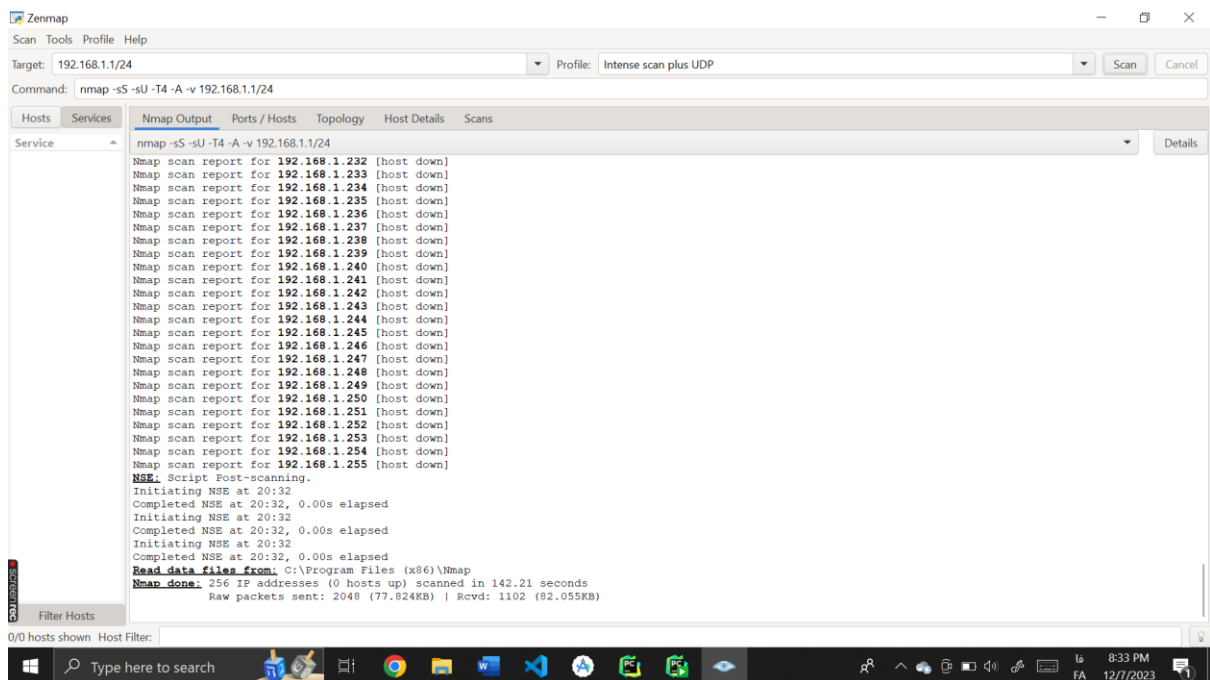 Zenmap
Scan Tools Profile Help
Target: 192.168.1.1/24 Profile: Intense scan plus UDP Scan Cancel
Command: nmap -sS -sU -T4 -A -v 192.168.1.1/24
Hosts Services Nmap Output Ports / Hosts Topology Host Details Scans
Service nmap -sS -sU -T4 -A -v 192.168.1.1/24 Details
Nmap scan report for 192.168.1.232 [host down]
Nmap scan report for 192.168.1.233 [host down]
Nmap scan report for 192.168.1.234 [host down]
Nmap scan report for 192.168.1.235 [host down]
Nmap scan report for 192.168.1.236 [host down]
Nmap scan report for 192.168.1.237 [host down]
Nmap scan report for 192.168.1.238 [host down]
Nmap scan report for 192.168.1.239 [host down]
Nmap scan report for 192.168.1.240 [host down]
Nmap scan report for 192.168.1.241 [host down]
Nmap scan report for 192.168.1.242 [host down]
Nmap scan report for 192.168.1.243 [host down]
Nmap scan report for 192.168.1.244 [host down]
Nmap scan report for 192.168.1.245 [host down]
Nmap scan report for 192.168.1.246 [host down]
Nmap scan report for 192.168.1.247 [host down]
Nmap scan report for 192.168.1.248 [host down]
Nmap scan report for 192.168.1.249 [host down]
Nmap scan report for 192.168.1.250 [host down]
Nmap scan report for 192.168.1.251 [host down]
Nmap scan report for 192.168.1.252 [host down]
Nmap scan report for 192.168.1.253 [host down]
Nmap scan report for 192.168.1.254 [host down]
Nmap scan report for 192.168.1.255 [host down]
NSE: Script Post-scanning.
Initiating NSE at 20:32
Completed NSE at 20:32, 0.00s elapsed
Initiating NSE at 20:32
Completed NSE at 20:32, 0.00s elapsed
Initiating NSE at 20:32
Completed NSE at 20:32, 0.00s elapsed
Read data files from: C:\Program Files (x86)\Nmap
Nmap done: 256 IP addresses (0 hosts up) scanned in 142.21 seconds
Raw packets sent: 2048 (77.824KB) | Rcvd: 1102 (82.055KB)
screenrec
Filter Hosts
0/0 hosts shown Host Filter:
Type here to search
فا 8:33 PM
FA 12/7/2023